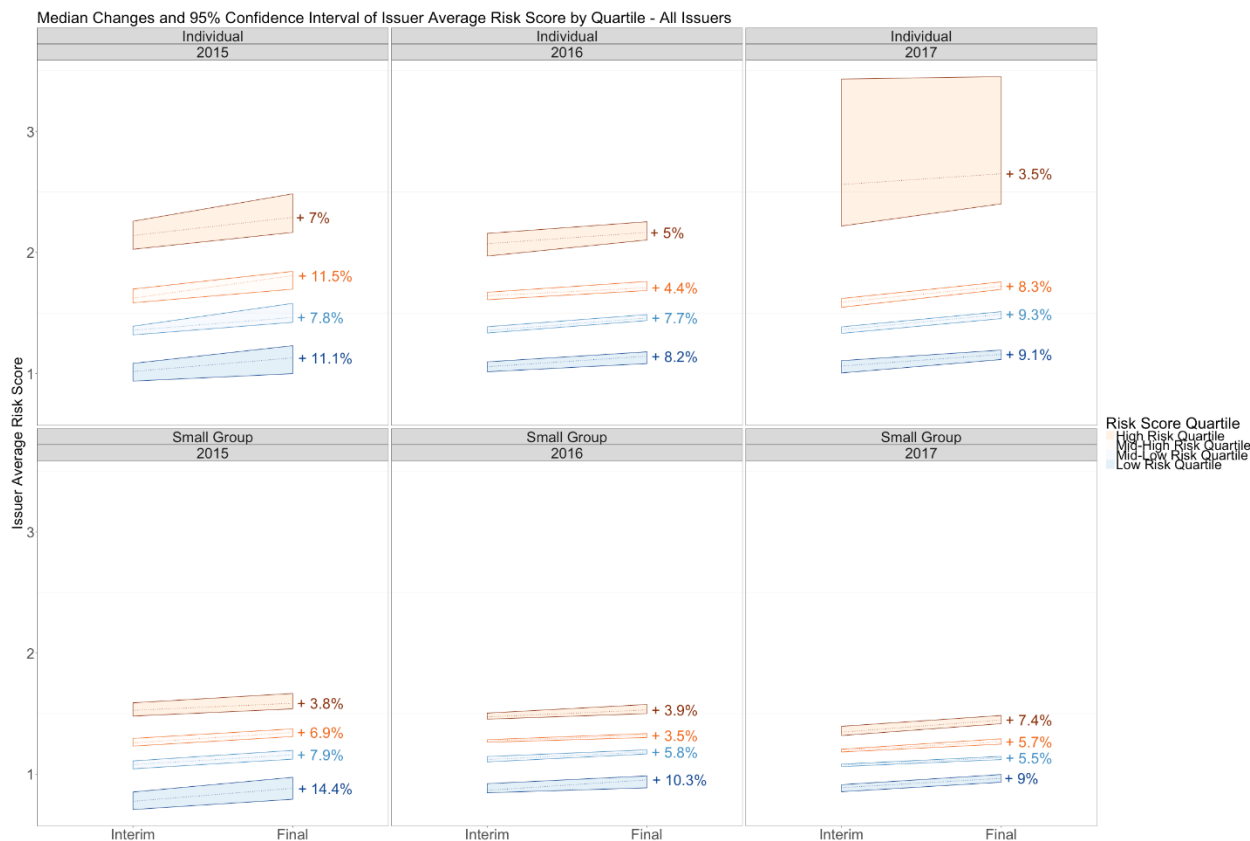 Median Changes and 95% Confidence Interval of Issuer Average Risk Score by Quartile - All Issuers
Individual
2015
Individual
2016
Individual
2017
3
2
1
+ 7%
+ 11.5%
+ 7.8%
+ 11.1%
+ 5%
+ 4.4%
+ 7.7%
+ 8.2%
+ 3.5%
+ 8.3%
+ 9.3%
+ 9.1%
Issuer Average Risk Score
Small Group
2015
Small Group
2016
Small Group
2017
3
2
1
+ 3.8%
+ 6.9%
+ 7.9%
+ 14.4%
+ 3.9%
+ 3.5%
+ 5.8%
+ 10.3%
+ 7.4%
+ 5.7%
+ 5.5%
+ 9%
Interim
Final
Interim
Final
Interim
Final
Risk Score Quartile
High Risk Quartile
Mid-High Risk Quartile
Mid-Low Risk Quartile
Low Risk Quartile